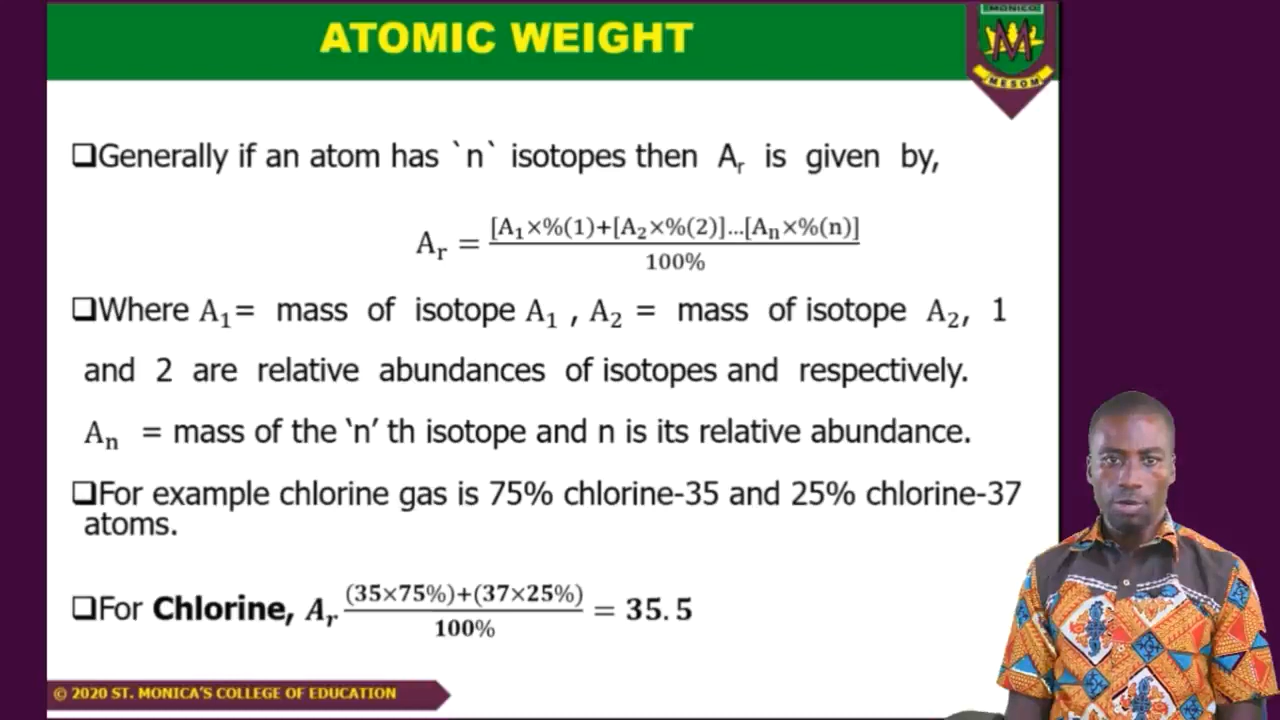 ATOMIC WEIGHT
MONICA
M
MESOM
❑Generally if an atom has `n` isotopes then Aᵣ is given by,
Aᵣ = [A₁×%(1)+[A₂×%(2)]...[Aₙ×%(n)] / 100%
❑Where A₁= mass of isotope A₁ , A₂ = mass of isotope A₂, 1
and 2 are relative abundances of isotopes and respectively.
Aₙ = mass of the ‘n’ th isotope and n is its relative abundance.
❑For example chlorine gas is 75% chlorine-35 and 25% chlorine-37
atoms.
❑For Chlorine, Aᵣ (35×75%)+(37×25%) / 100% = 35.5
© 2020 ST. MONICA’S COLLEGE OF EDUCATION